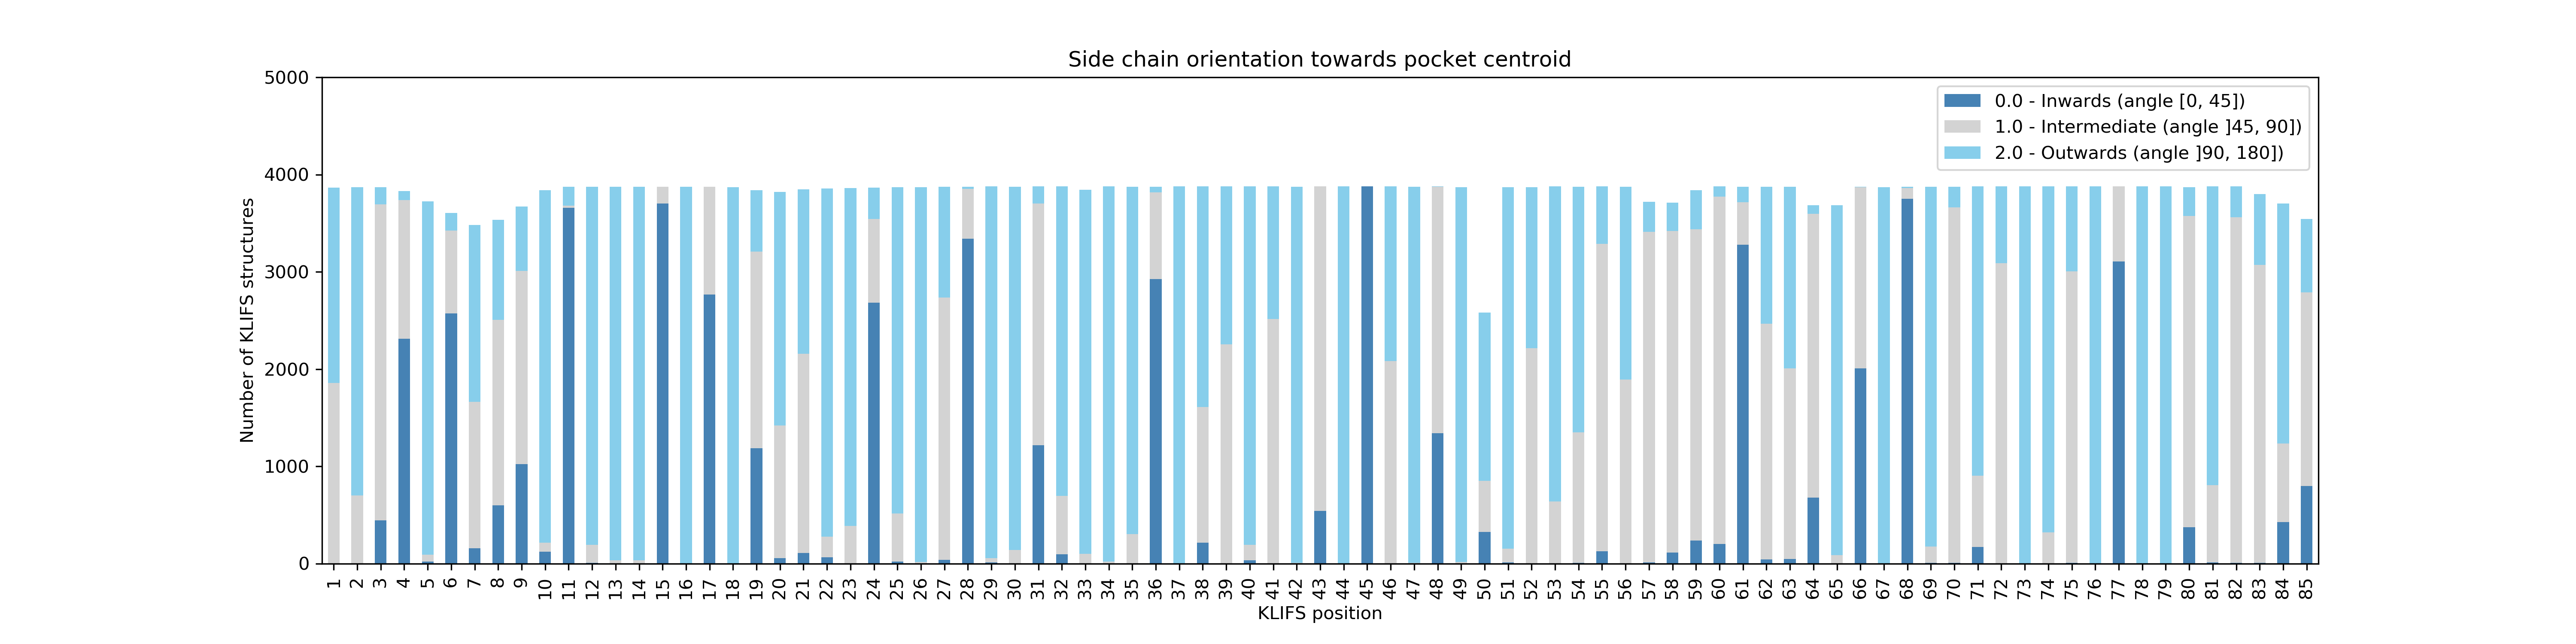 Side chain orientation towards pocket centroid
5000
4000
3000
2000
1000
0
Number of KLIFS structures
0.0 - Inwards (angle [0, 45])
1.0 - Intermediate (angle ]45, 90])
2.0 - Outwards (angle ]90, 180])
1 2 3 4 5 6 7 8 9 10 11 12 13 14 15 16 17 18 19 20 21 22 23 24 25 26 27 28 29 30 31 32 33 34 35 36 37 38 39 40 41 42 43 44 45 46 47 48 49 50 51 52 53 54 55 56 57 58 59 60 61 62 63 64 65 66 67 68 69 70 71 72 73 74 75 76 77 78 79 80 81 82 83 84 85
KLIFS position